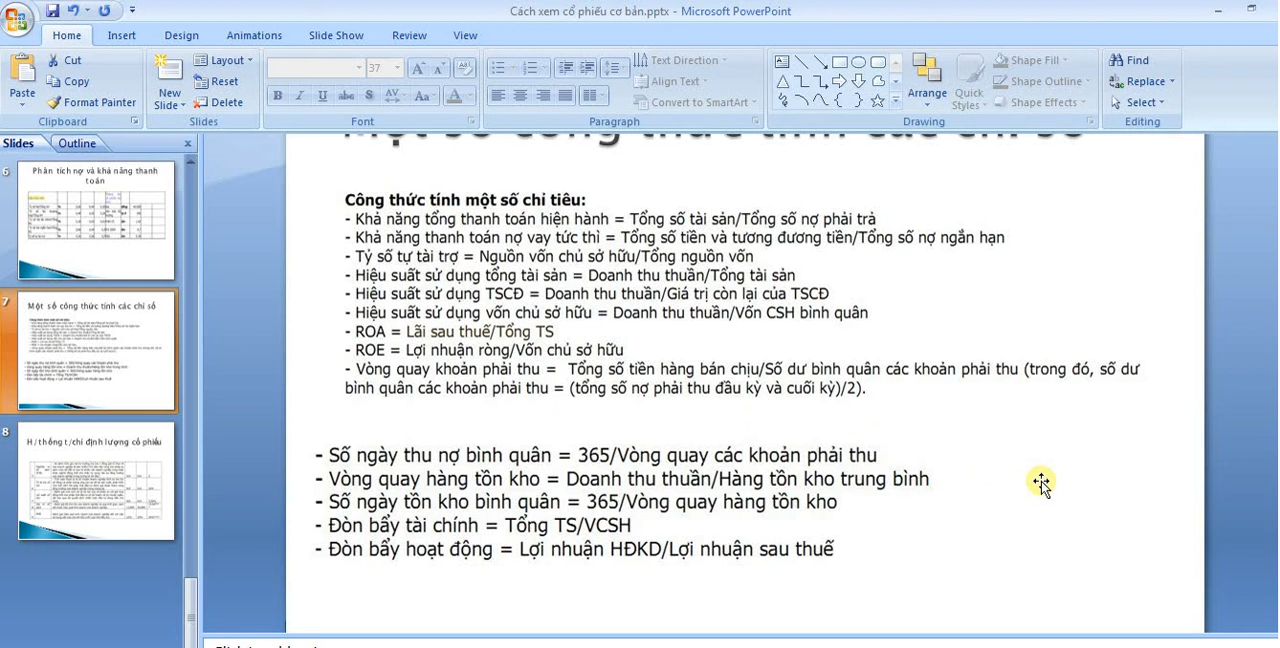 Cách xem cổ phiếu cơ bản.pptx - Microsoft PowerPoint
Home Insert Design Animations Slide Show Review View
Paste
Cut
Copy
Format Painter
Clipboard
New Slide
Layout
Reset
Delete
Slides
37
Font
Text Direction
Align Text
Convert to SmartArt
Paragraph
Arrange
Quick Styles
Shape Fill
Shape Outline
Shape Effects
Drawing
Find
Replace
Select
Editing
Slides Outline
6
Phân tích nợ và khả năng thanh
toán
7
Một số công thức tính các chỉ số
8
Một số công thức tính các chỉ số
Công thức tính một số chỉ tiêu:
- Khả năng tổng thanh toán hiện hành = Tổng số tài sản/Tổng số nợ phải trả
- Khả năng thanh toán nợ vay tức thì = Tổng số tiền và tương đương tiền/Tổng số nợ ngắn hạn
- Tỷ số tự tài trợ = Nguồn vốn chủ sở hữu/Tổng nguồn vốn
- Hiệu suất sử dụng tổng tài sản = Doanh thu thuần/Tổng tài sản
- Hiệu suất sử dụng TSCĐ = Doanh thu thuần/Giá trị còn lại của TSCĐ
- Hiệu suất sử dụng vốn chủ sở hữu = Doanh thu thuần/Vốn CSH bình quân
- ROA = Lãi sau thuế/Tổng TS
- ROE = Lợi nhuận ròng/Vốn chủ sở hữu
- Vòng quay khoản phải thu = Tổng số tiền hàng bán chịu/Số dư bình quân các khoản phải thu (trong đó, số dư
bình quân các khoản phải thu = (tổng số nợ phải thu đầu kỳ và cuối kỳ)/2).
- Số ngày thu nợ bình quân = 365/Vòng quay các khoản phải thu
- Vòng quay hàng tồn kho = Doanh thu thuần/Hàng tồn kho trung bình
- Số ngày tồn kho bình quân = 365/Vòng quay hàng tồn kho
- Đòn bẩy tài chính = Tổng TS/VCSH
- Đòn bẩy hoạt động = Lợi nhuận HĐKD/Lợi nhuận sau thuế